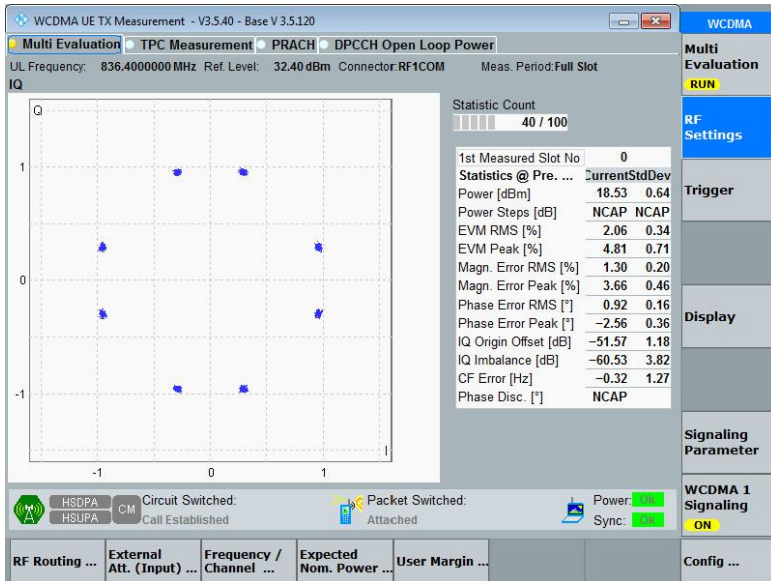 WCDMA UE TX Measurement - V3.5.40 - Base V 3.5.120
Multi Evaluation TPC Measurement PRACH DPCCH Open Loop Power
UL Frequency: 836.4000000 MHz Ref. Level: 32.40 dBm Connector: RF1COM Meas. Period: Full Slot
IQ
Q
1
0
-1
-1 0 1
I
Statistic Count
40 / 100
1st Measured Slot No 0
Statistics @ Pre. ... Current StdDev
Power [dBm] 18.53 0.64
Power Steps [dB] NCAP NCAP
EVM RMS [%] 2.06 0.34
EVM Peak [%] 4.81 0.71
Magn. Error RMS [%] 1.30 0.20
Magn. Error Peak [%] 3.66 0.46
Phase Error RMS [°] 0.92 0.16
Phase Error Peak [°] −2.56 0.36
IQ Origin Offset [dB] −51.57 1.18
IQ Imbalance [dB] −60.53 3.82
CF Error [Hz] −0.32 1.27
Phase Disc. [°] NCAP
HSDPA
HSUPA
CM
Circuit Switched:
Call Established
Packet Switched:
Attached
Power: Ok
Sync: Ok
WCDMA
Multi
Evaluation
RUN
RF
Settings
Trigger
Display
Signaling
Parameter
WCDMA 1
Signaling
ON
RF Routing ...
External
Att. (Input) ...
Frequency /
Channel ...
Expected
Nom. Power ...
User Margin ...
Config ...